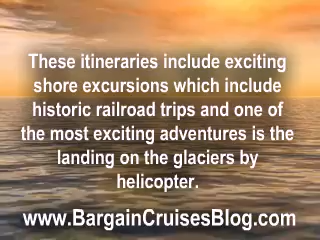 These itineraries include exciting
shore excursions which include
historic railroad trips and one of
the most exciting adventures is the
landing on the glaciers by
helicopter.
www.BargainCruisesBlog.com